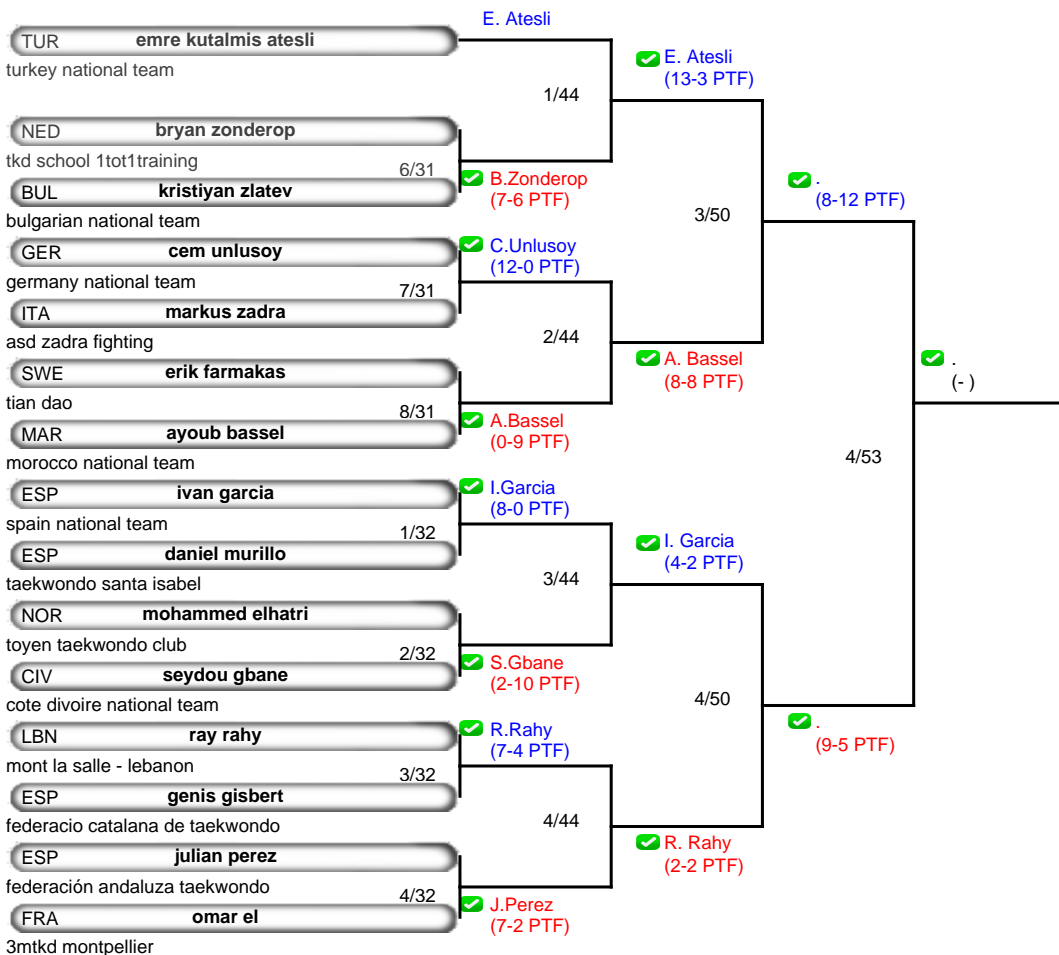 E. Atesli
TUR emre kutalmis atesli
turkey national team
E. Atesli
(13-3 PTF)
1/44
NED bryan zonderop
tkd school 1tot1training
6/31
B.Zonderop
(7-6 PTF)
BUL kristiyan zlatev
bulgarian national team
.
(8-12 PTF)
3/50
GER cem unlusoy
C.Unlusoy
(12-0 PTF)
germany national team
7/31
ITA markus zadra
asd zadra fighting
2/44
A. Bassel
(8-8 PTF)
SWE erik farmakas
tian dao
8/31
A.Bassel
(0-9 PTF)
MAR ayoub bassel
morocco national team
.
(- )
4/53
ESP ivan garcia
I.Garcia
(8-0 PTF)
spain national team
1/32
ESP daniel murillo
taekwondo santa isabel
I. Garcia
(4-2 PTF)
3/44
NOR mohammed elhatri
toyen taekwondo club
2/32
S.Gbane
(2-10 PTF)
CIV seydou gbane
cote divoire national team
4/50
.
(9-5 PTF)
LBN ray rahy
R.Rahy
(7-4 PTF)
mont la salle - lebanon
3/32
ESP genis gisbert
federacio catalana de taekwondo
4/44
R. Rahy
(2-2 PTF)
ESP julian perez
federación andaluza taekwondo
4/32
J.Perez
(7-2 PTF)
FRA omar el
3mtkd montpellier